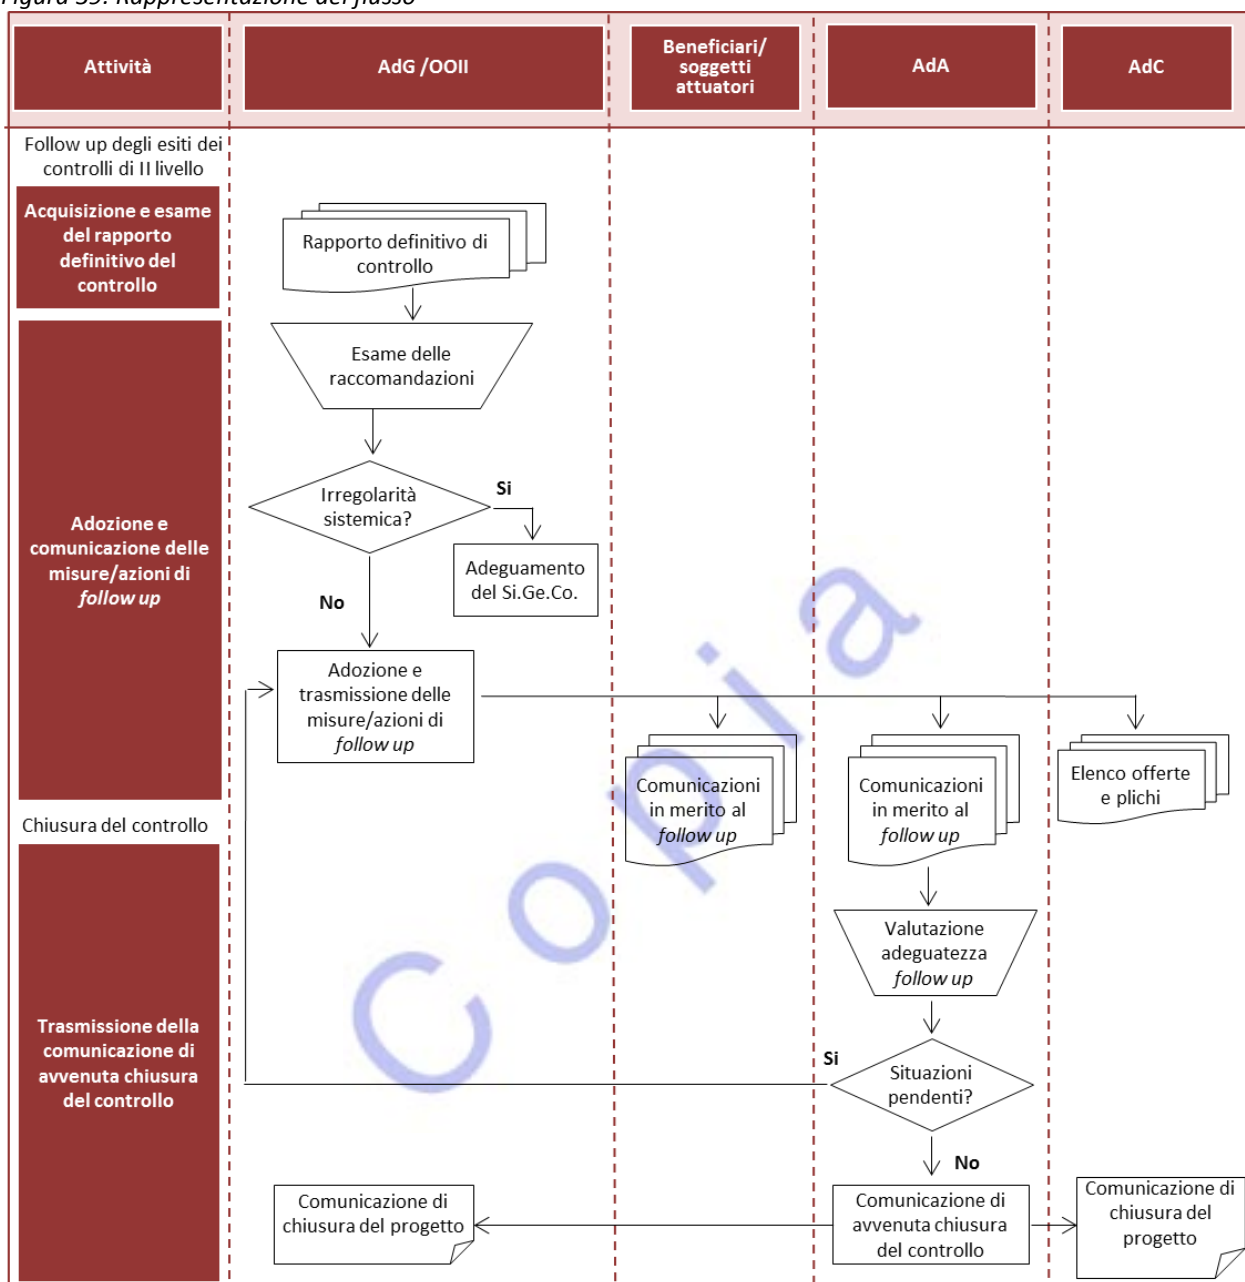 Figura 39: Rappresentazione del flusso
Attività
AdG /OOII
Beneficiari/
soggetti
attuatori
AdA
AdC
Follow up degli esiti dei
controlli di II livello
Acquisizione e esame
del rapporto
definitivo del
controllo
Rapporto definitivo di
controllo
Esame delle
raccomandazioni
Adozione e
comunicazione delle
misure/azioni di
follow up
Irregolarità
sistemica?
Si
Adeguamento
del Si.Ge.Co.
No
Adozione e
trasmissione delle
misure/azioni di
follow up
Comunicazioni
in merito al
follow up
Comunicazioni
in merito al
follow up
Elenco offerte
e plichi
Chiusura del controllo
Valutazione
adeguatezza
follow up
Trasmissione della
comunicazione di
avvenuta chiusura
del controllo
Si
Situazioni
pendenti?
No
Comunicazione di
chiusura del progetto
Comunicazione di
avvenuta chiusura
del controllo
Comunicazione di
chiusura del
progetto
Copia